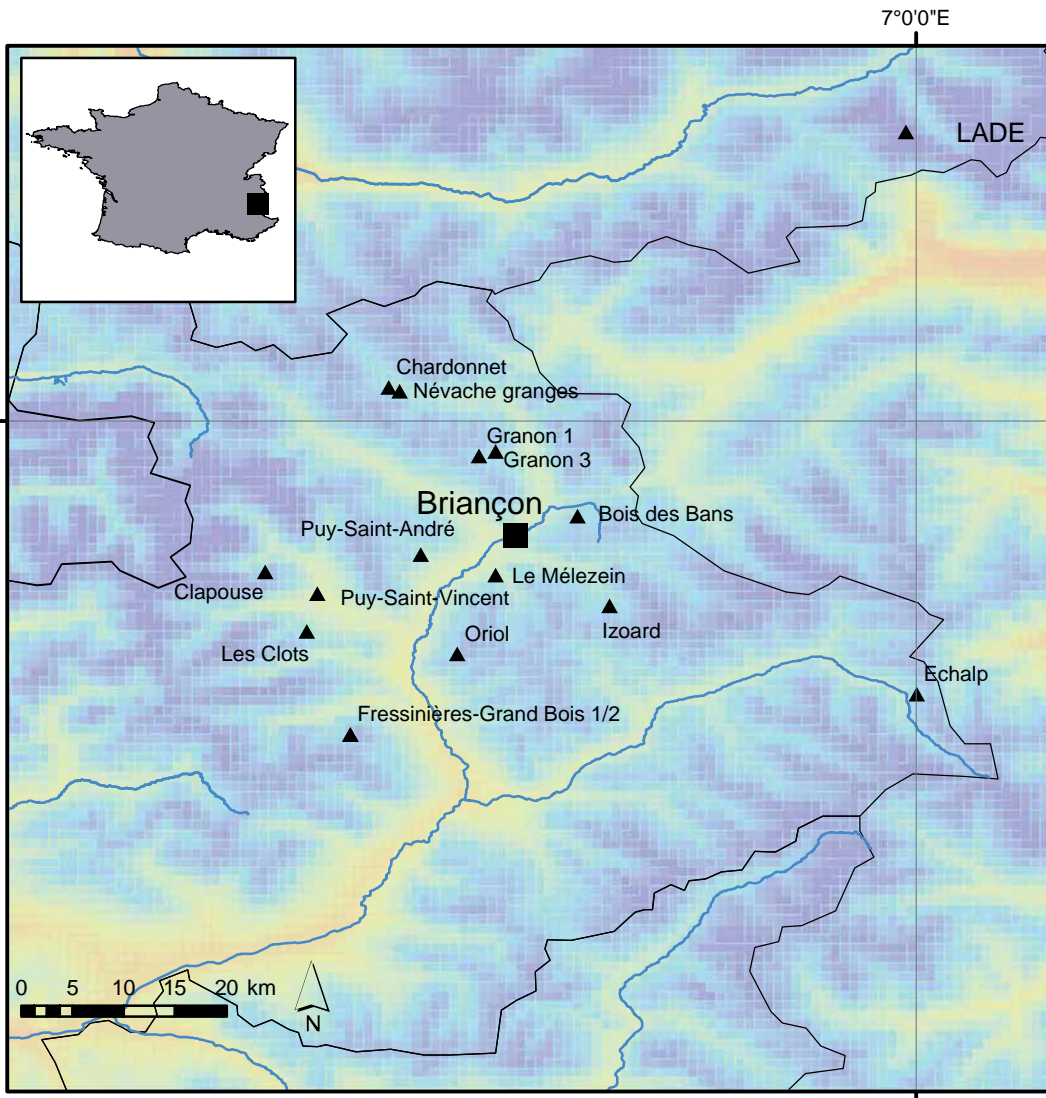 7°0'0"E
LADE
Chardonnet
Névache granges
Granon 1
Granon 3
Briançon
Bois des Bans
Puy-Saint-André
Le Mélezein
Clapouse
Puy-Saint-Vincent
Izoard
Les Clots
Oriol
Echalp
Fressinières-Grand Bois 1/2
0 5 10 15 20 km
N